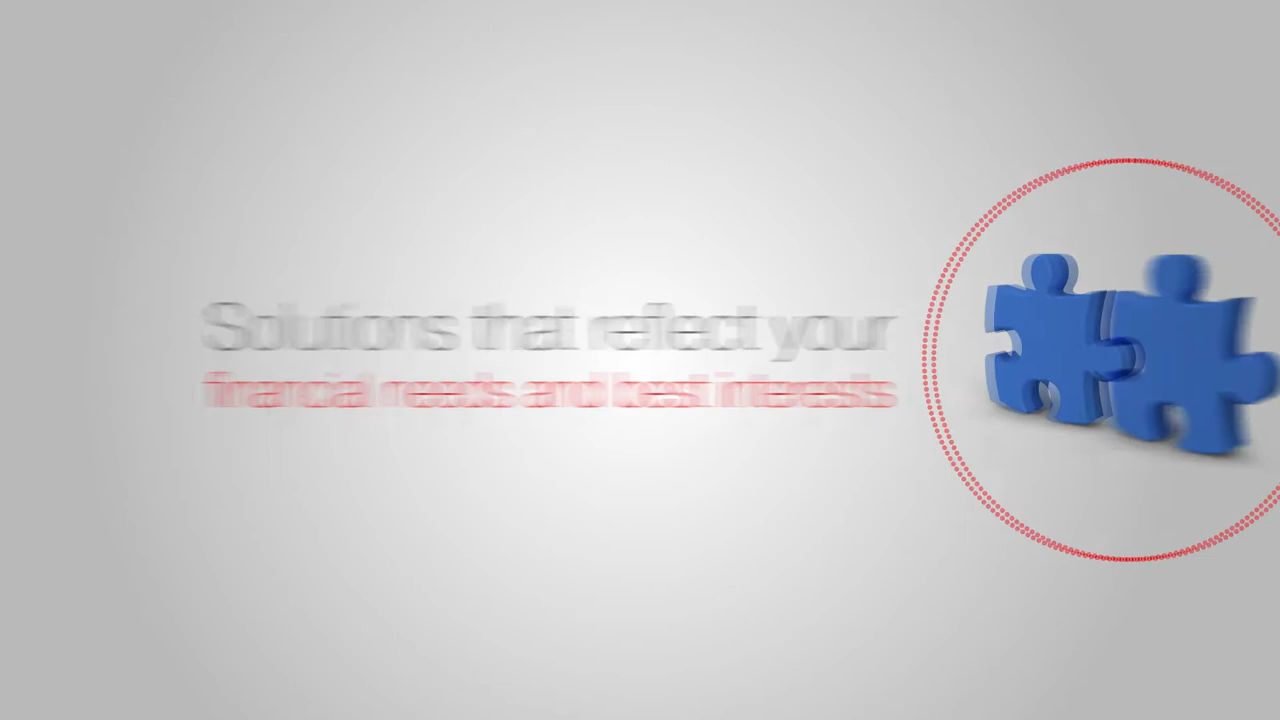 Solutions that reflect your
financial needs and best interests